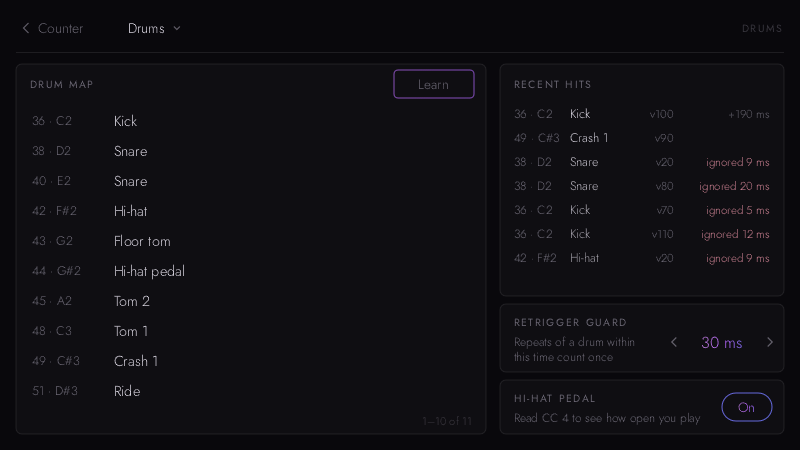 Counter
Drums
DRUMS
DRUM MAP
Learn
36 · C2 Kick
38 · D2 Snare
40 · E2 Snare
42 · F#2 Hi-hat
43 · G2 Floor tom
44 · G#2 Hi-hat pedal
45 · A2 Tom 2
48 · C3 Tom 1
49 · C#3 Crash 1
51 · D#3 Ride
1–10 of 11
RECENT HITS
36 · C2 Kick v100 +190 ms
49 · C#3 Crash 1 v90
38 · D2 Snare v20 ignored 9 ms
38 · D2 Snare v80 ignored 20 ms
36 · C2 Kick v70 ignored 5 ms
36 · C2 Kick v110 ignored 12 ms
42 · F#2 Hi-hat v20 ignored 9 ms
RETRIGGER GUARD
Repeats of a drum within
this time count once
30 ms
HI-HAT PEDAL
Read CC 4 to see how open you play
On